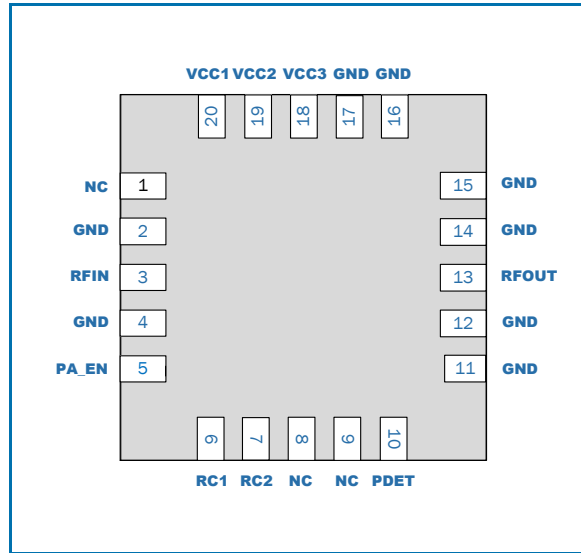 VCC1 VCC2 VCC3 GND GND
20 19 18 17 16
NC 1 15 GND
GND 2 14 GND
RFIN 3 13 RFOUT
GND 4 12 GND
PA_EN 5 11 GND
6 7 8 9 10
RC1 RC2 NC NC PDET